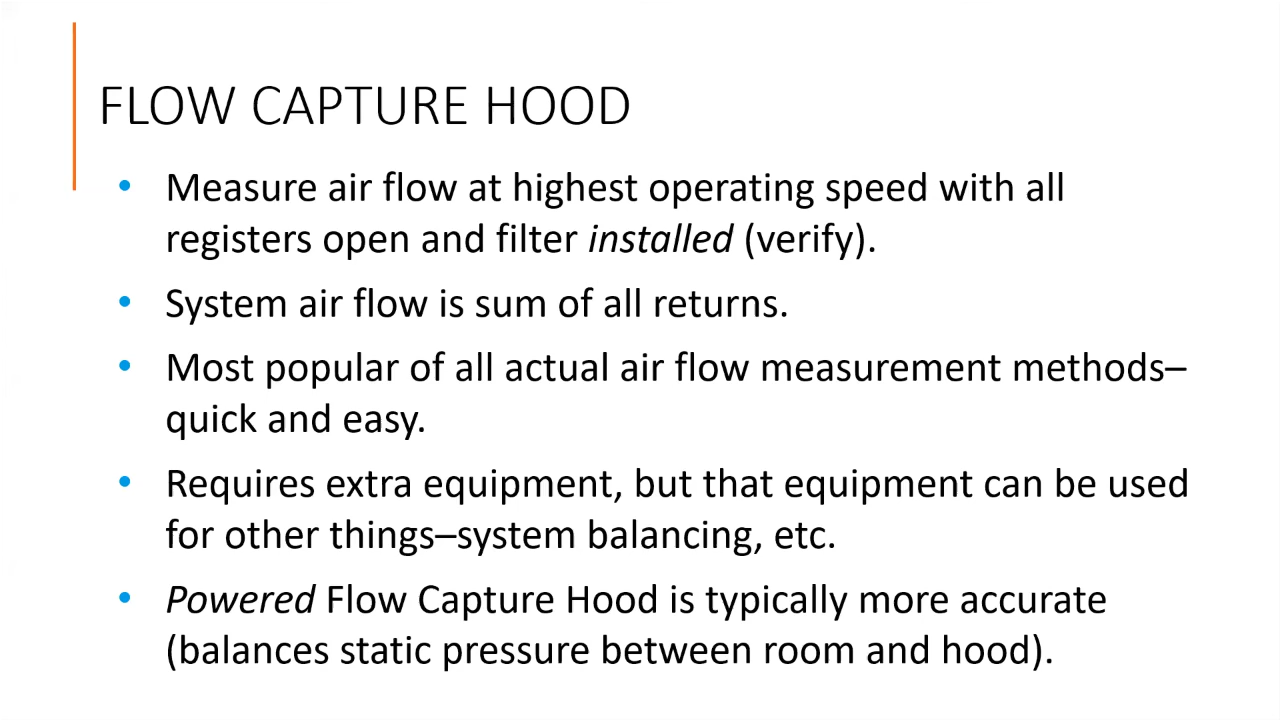 FLOW CAPTURE HOOD
• Measure air flow at highest operating speed with all
registers open and filter installed (verify).
• System air flow is sum of all returns.
• Most popular of all actual air flow measurement methods–
quick and easy.
• Requires extra equipment, but that equipment can be used
for other things–system balancing, etc.
• Powered Flow Capture Hood is typically more accurate
(balances static pressure between room and hood).